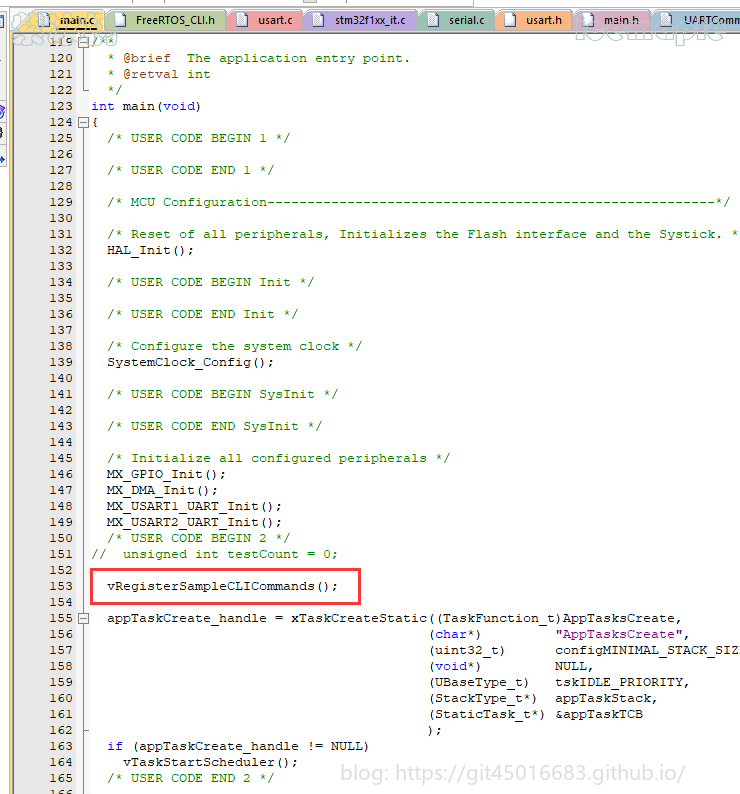 main.c FreeRTOS_CLI.h usart.c stm32f1xx_it.c serial.c usart.h main.h UARTComm
119 /**
120 * @brief  The application entry point.
121 * @retval int
122 */
123 int main(void)
124 {
125 /* USER CODE BEGIN 1 */
126
127 /* USER CODE END 1 */
128
129 /* MCU Configuration--------------------------------------------------------*/
130
131 /* Reset of all peripherals, Initializes the Flash interface and the Systick. *
132 HAL_Init();
133
134 /* USER CODE BEGIN Init */
135
136 /* USER CODE END Init */
137
138 /* Configure the system clock */
139 SystemClock_Config();
140
141 /* USER CODE BEGIN SysInit */
142
143 /* USER CODE END SysInit */
144
145 /* Initialize all configured peripherals */
146 MX_GPIO_Init();
147 MX_DMA_Init();
148 MX_USART1_UART_Init();
149 MX_USART2_UART_Init();
150 /* USER CODE BEGIN 2 */
151 //  unsigned int testCount = 0;
152
153 vRegisterSampleCLICommands();
154
155 appTaskCreate_handle = xTaskCreateStatic((TaskFunction_t)AppTasksCreate,
156 (char*) "AppTasksCreate",
157 (uint32_t) configMINIMAL_STACK_SIZ
158 (void*) NULL,
159 (UBaseType_t) tskIDLE_PRIORITY,
160 (StackType_t*) appTaskStack,
161 (StaticTask_t*) &appTaskTCB
162 );
163 if (appTaskCreate_handle != NULL)
164 vTaskStartScheduler();
165 /* USER CODE END 2 */
blog: https://git45016683.github.io/